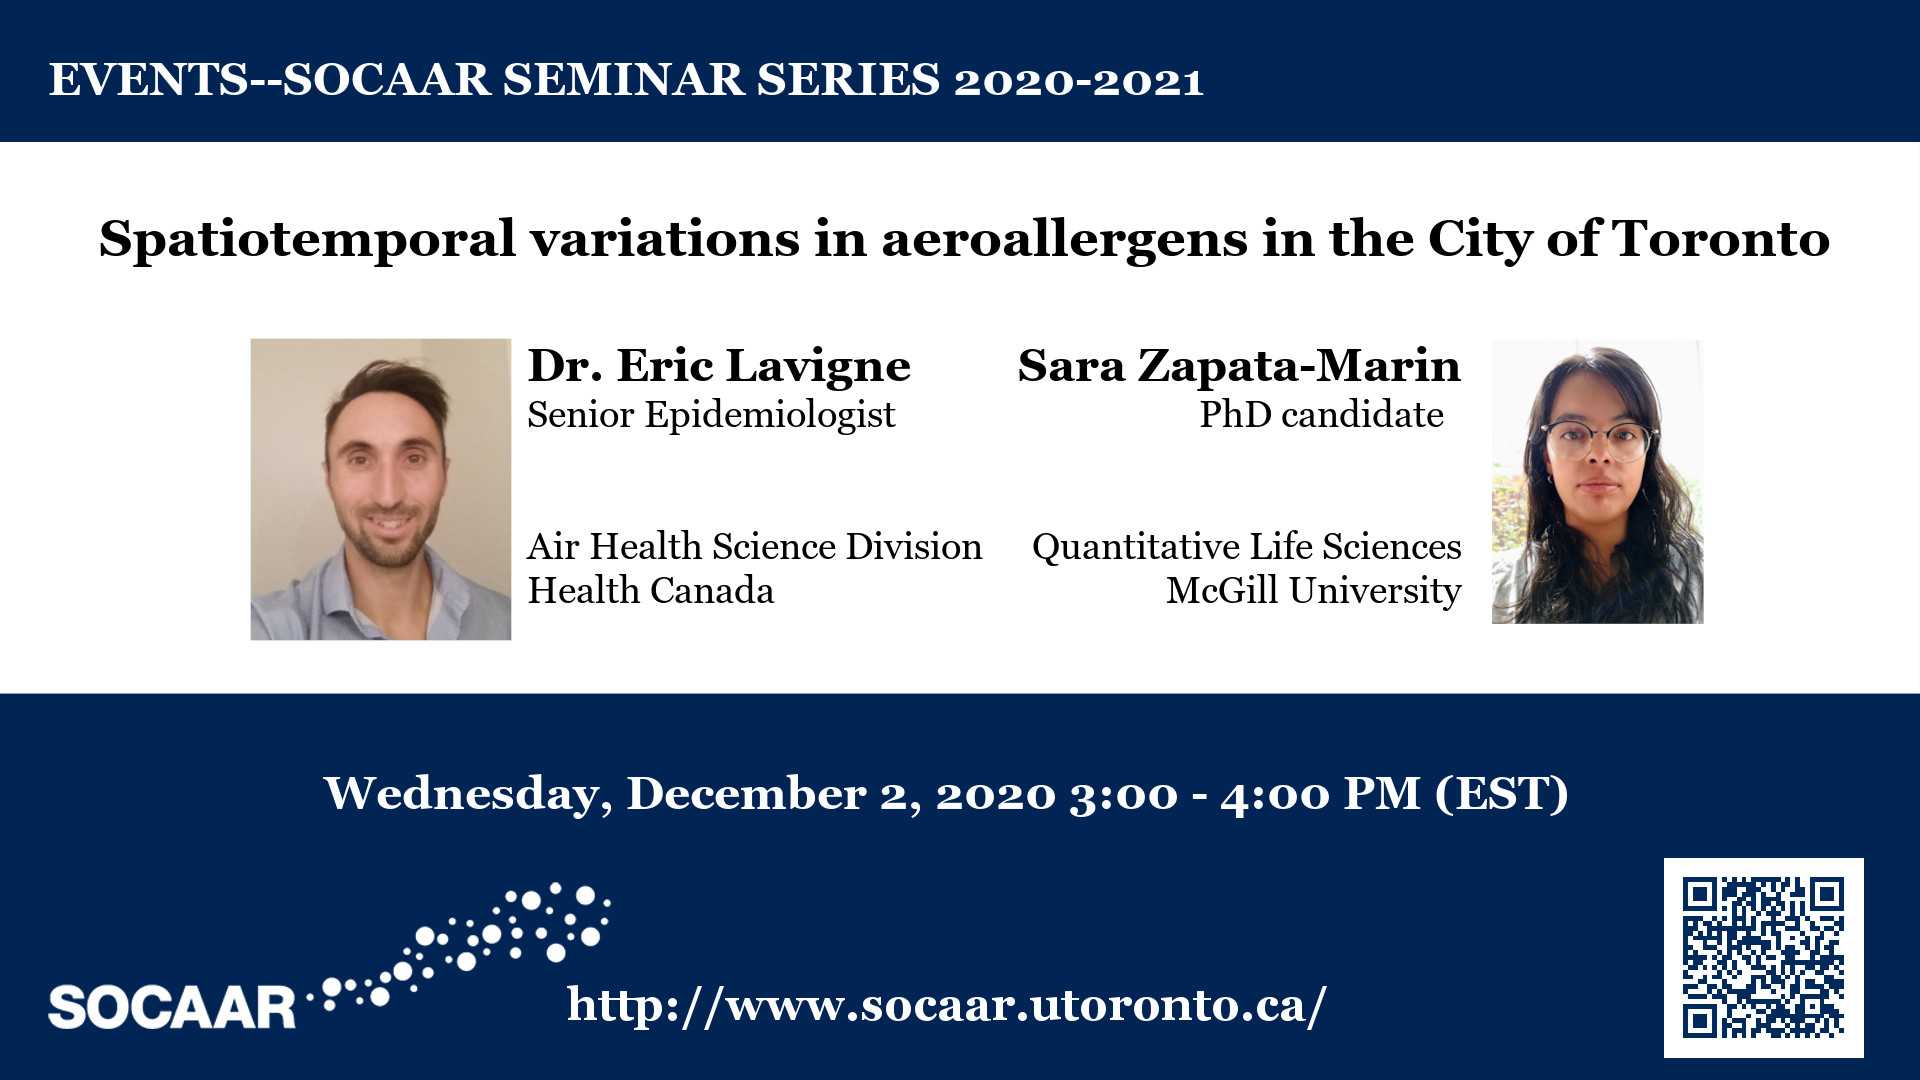 EVENTS--SOCAAR SEMINAR SERIES 2020-2021
Spatiotemporal variations in aeroallergens in the City of Toronto
Dr. Eric Lavigne
Senior Epidemiologist
Air Health Science Division
Health Canada
Sara Zapata-Marin
PhD candidate
Quantitative Life Sciences
McGill University
Wednesday, December 2, 2020 3:00 - 4:00 PM (EST)
SOCAAR
http://www.socaar.utoronto.ca/